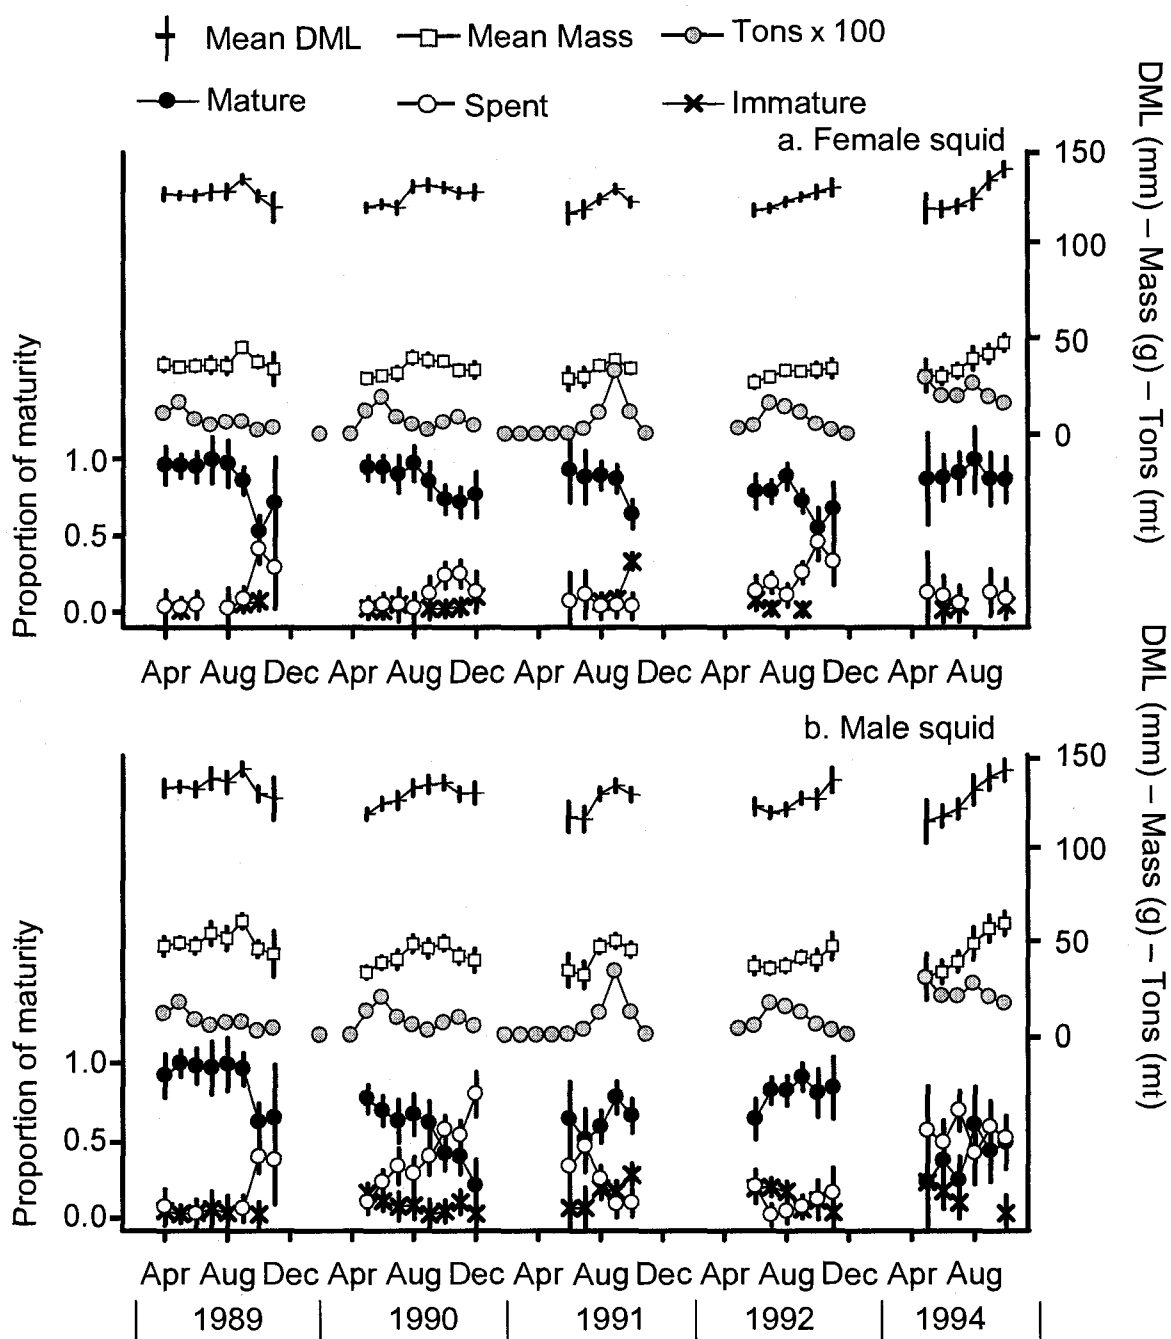 Mean DML Mean Mass Tons x 100
Mature Spent Immature
a. Female squid
150
100
50
0
DML (mm) – Mass (g) – Tons (mt)
Proportion of maturity
1.0
0.5
0.0
Apr Aug Dec Apr Aug Dec Apr Aug Dec Apr Aug Dec Apr Aug
b. Male squid
150
100
50
0
DML (mm) – Mass (g) – Tons (mt)
Proportion of maturity
1.0
0.5
0.0
Apr Aug Dec Apr Aug Dec Apr Aug Dec Apr Aug Dec Apr Aug
1989 1990 1991 1992 1994